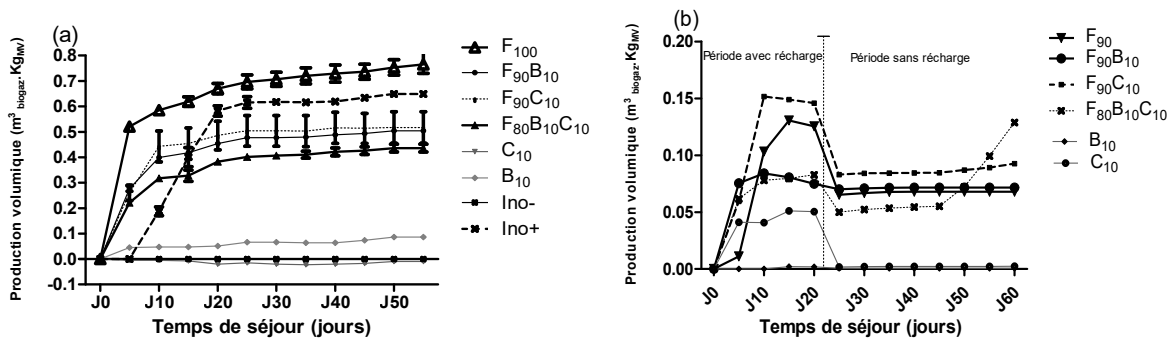 (a)
Production volumique (m³ biogaz.KgMV)
0.8
0.7
0.6
0.5
0.4
0.3
0.2
0.1
0.0
-0.1
J0
J10
J20
J30
J40
J50
Temps de séjour (jours)
F100
F90B10
F90C10
F80B10C10
C10
B10
Ino-
Ino+
(b)
Production volumique (m³ biogaz.KgMV)
0.20
0.15
0.10
0.05
0.00
Période avec récharge
Période sans récharge
J0
J10
J20
J30
J40
J50
J60
Temps de séjour (jours)
F90
F90B10
F90C10
F80B10C10
B10
C10